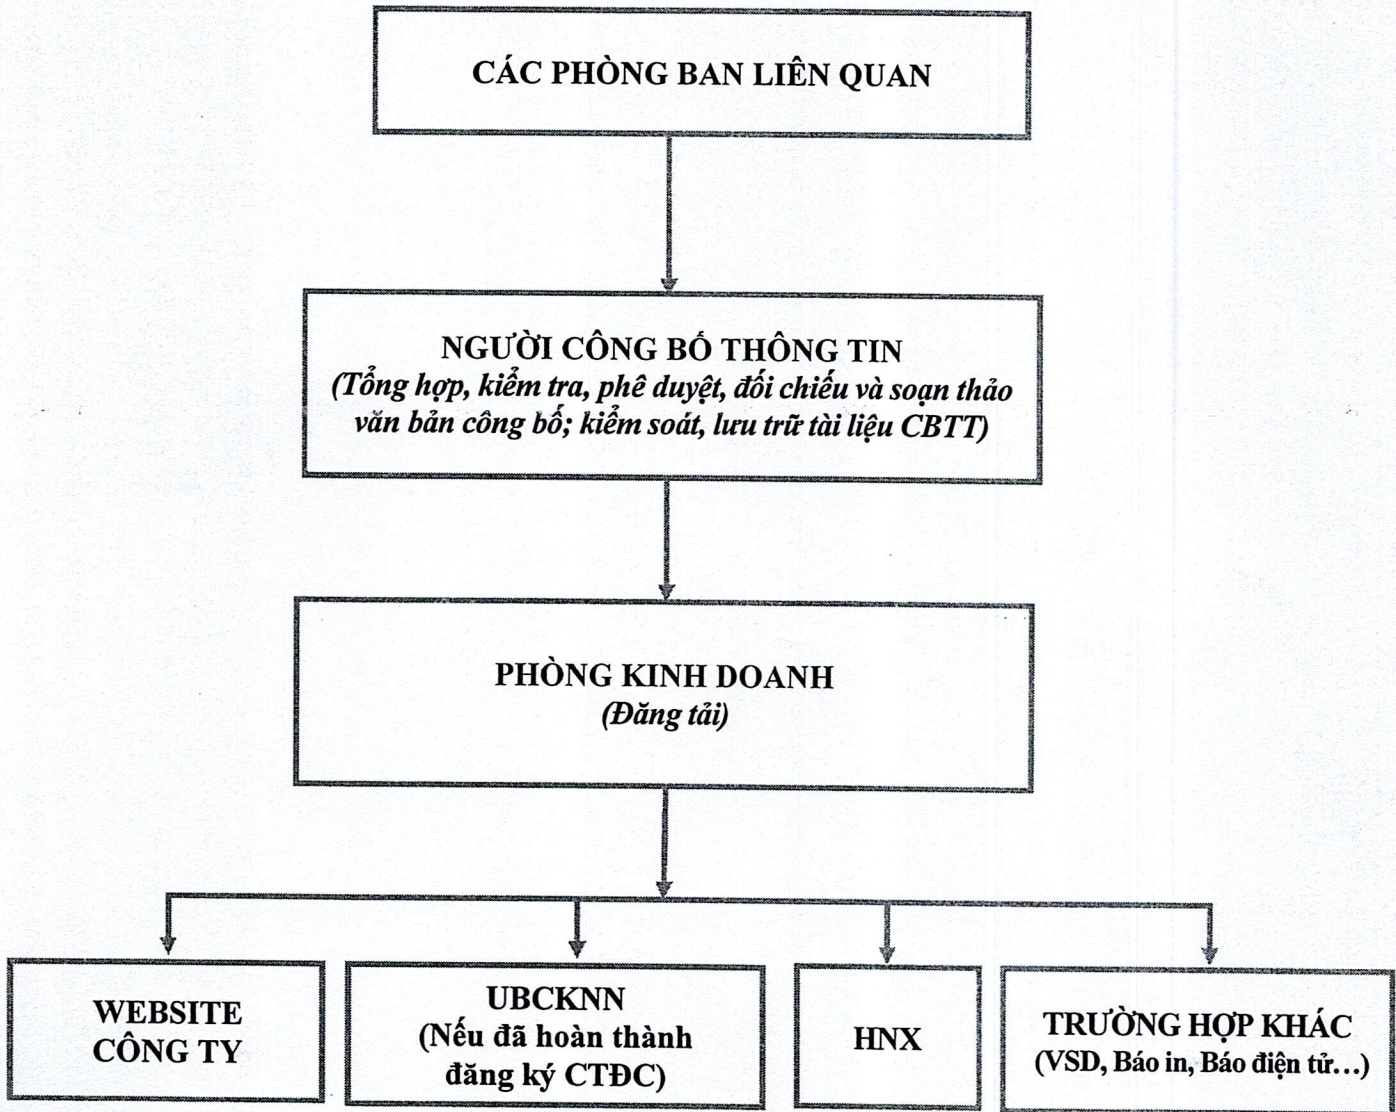 CÁC PHÒNG BAN LIÊN QUAN
NGƯỜI CÔNG BỐ THÔNG TIN
(Tổng hợp, kiểm tra, phê duyệt, đối chiếu và soạn thảo
văn bản công bố; kiểm soát, lưu trữ tài liệu CBTT)
PHÒNG KINH DOANH
(Đăng tải)
WEBSITE
CÔNG TY
UBCKNN
(Nếu đã hoàn thành
đăng ký CTĐC)
HNX
TRƯỜNG HỢP KHÁC
(VSD, Báo in, Báo điện tử...)